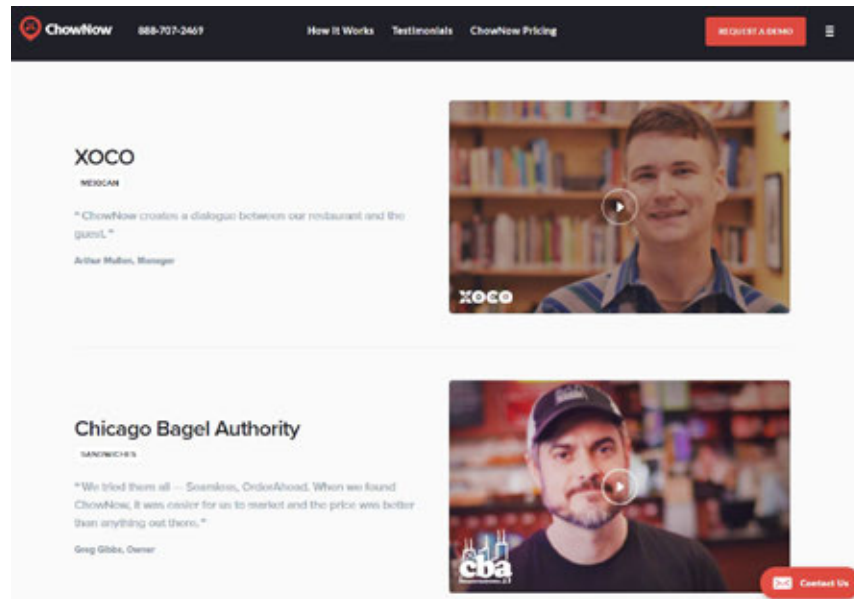 ChowNow 888-707-2469 How It Works Testimonials ChowNow Pricing REQUEST A DEMO
XOCO
MEXICAN
“ ChowNow creates a dialogue between our restaurant and the
guest. ”
Arthur Mullen, Manager
XOCO
Chicago Bagel Authority
SANDWICHES
“ We tried them all — Seamless, OrderAhead. When we found
ChowNow, it was easier for us to market and the price was better
than anything out there. ”
Greg Gibbs, Owner
cba
Contact Us